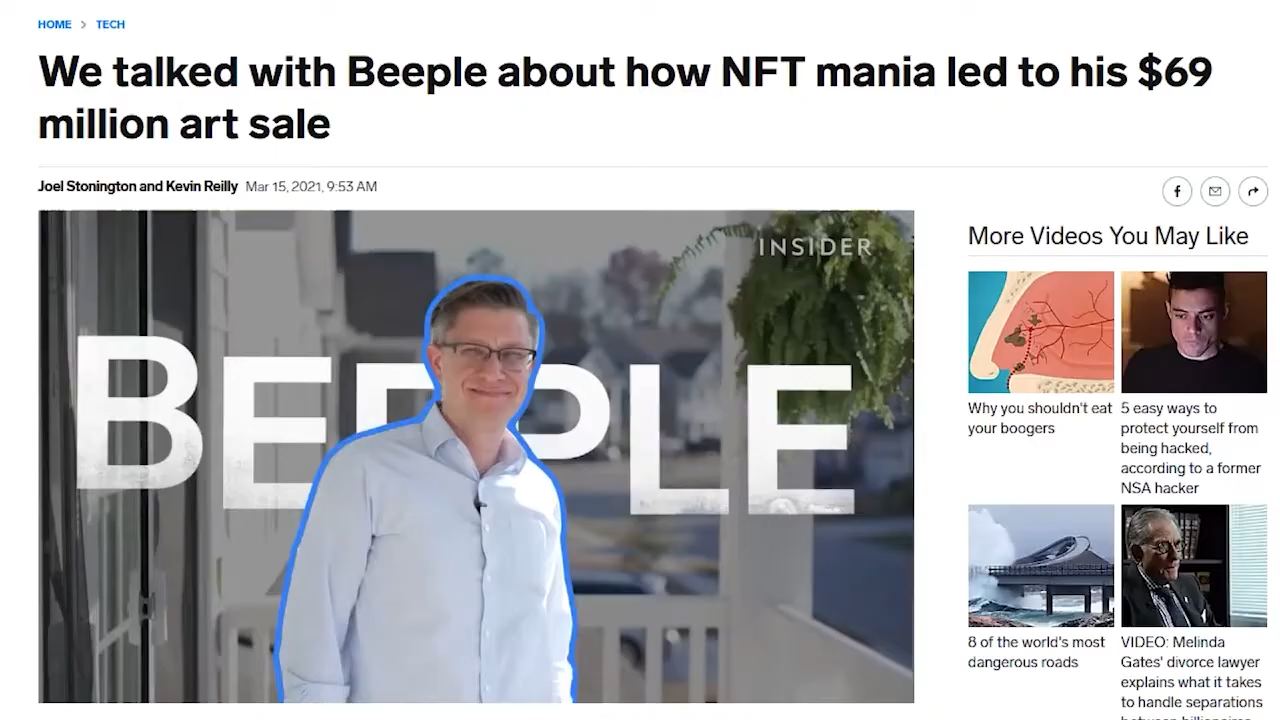 HOME > TECH
We talked with Beeple about how NFT mania led to his $69
million art sale
Joel Stonington and Kevin Reilly Mar 15, 2021, 9:53 AM
INSIDER
BEEPLE
More Videos You May Like
Why you shouldn't eat
your boogers
5 easy ways to
protect yourself from
being hacked,
according to a former
NSA hacker
8 of the world's most
dangerous roads
VIDEO: Melinda
Gates' divorce lawyer
explains what it takes
to handle separations